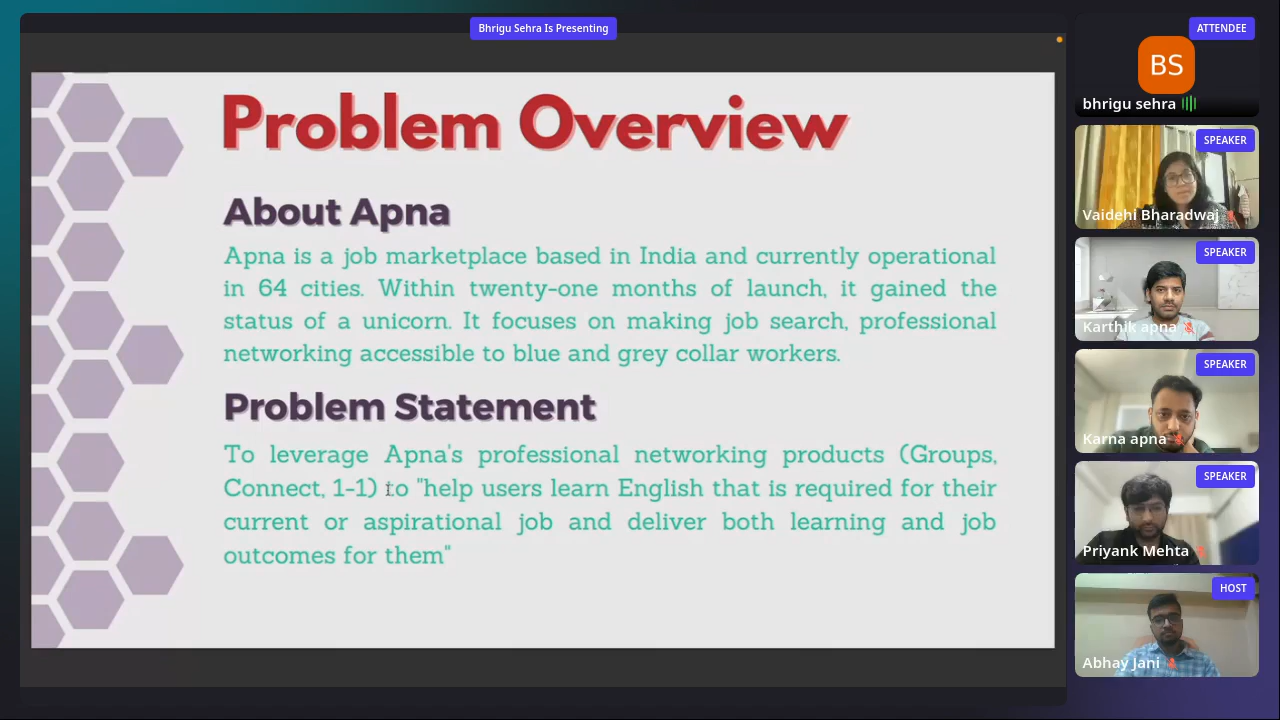 Bhrigu Sehra Is Presenting
Problem Overview
About Apna
Apna is a job marketplace based in India and currently operational
in 64 cities. Within twenty-one months of launch, it gained the
status of a unicorn. It focuses on making job search, professional
networking accessible to blue and grey collar workers.
Problem Statement
To leverage Apna's professional networking products (Groups,
Connect, 1-1) to "help users learn English that is required for their
current or aspirational job and deliver both learning and job
outcomes for them"
ATTENDEE
BS
bhrigu sehra
SPEAKER
Vaidehi Bharadwaj
SPEAKER
Karthik apna
SPEAKER
Karna apna
SPEAKER
Priyank Mehta
HOST
Abhay Jani